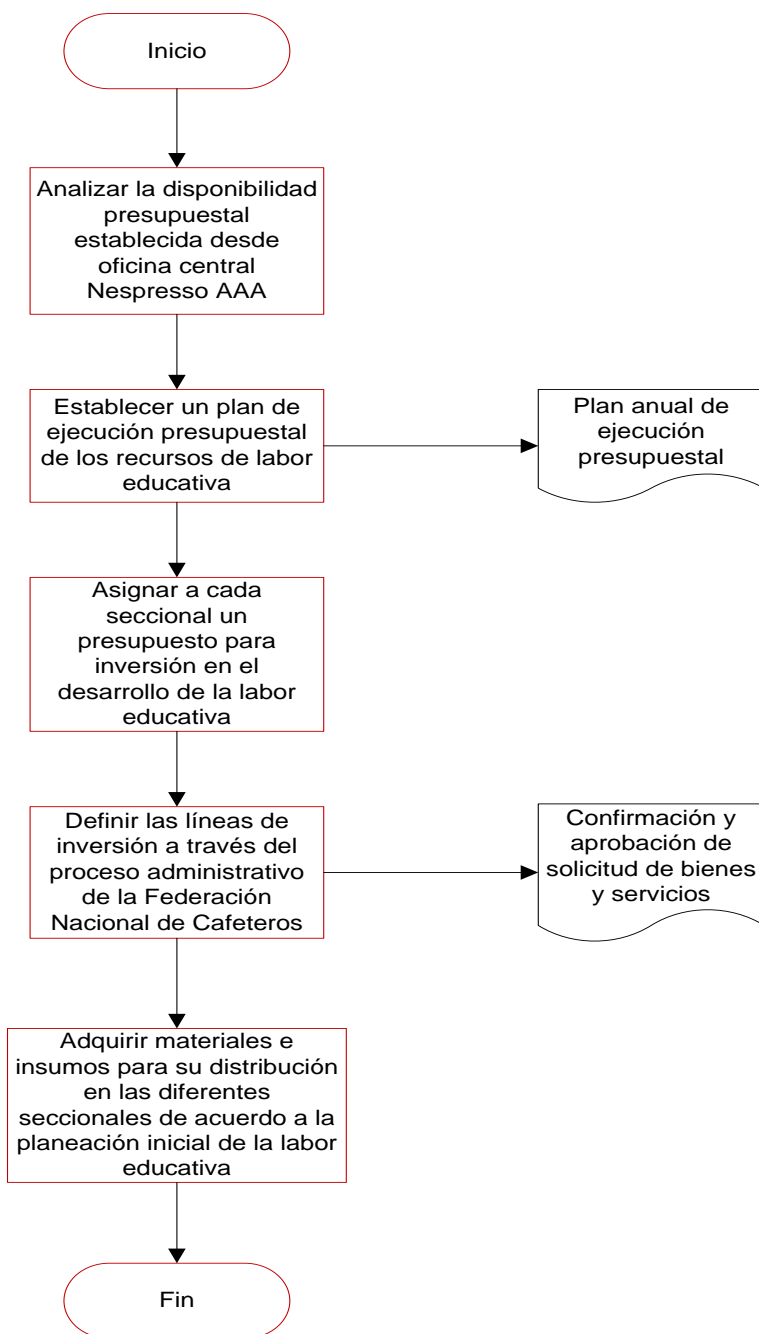 Inicio
Analizar la disponibilidad
presupuestal
establecida desde
oficina central
Nespresso AAA
Establecer un plan de
ejecución presupuestal
de los recursos de labor
educativa
Plan anual de
ejecución
presupuestal
Asignar a cada
seccional un
presupuesto para
inversión en el
desarrollo de la labor
educativa
Definir las líneas de
inversión a través del
proceso administrativo
de la Federación
Nacional de Cafeteros
Confirmación y
aprobación de
solicitud de bienes
y servicios
Adquirir materiales e
insumos para su distribución
en las diferentes
seccionales de acuerdo a la
planeación inicial de la labor
educativa
Fin